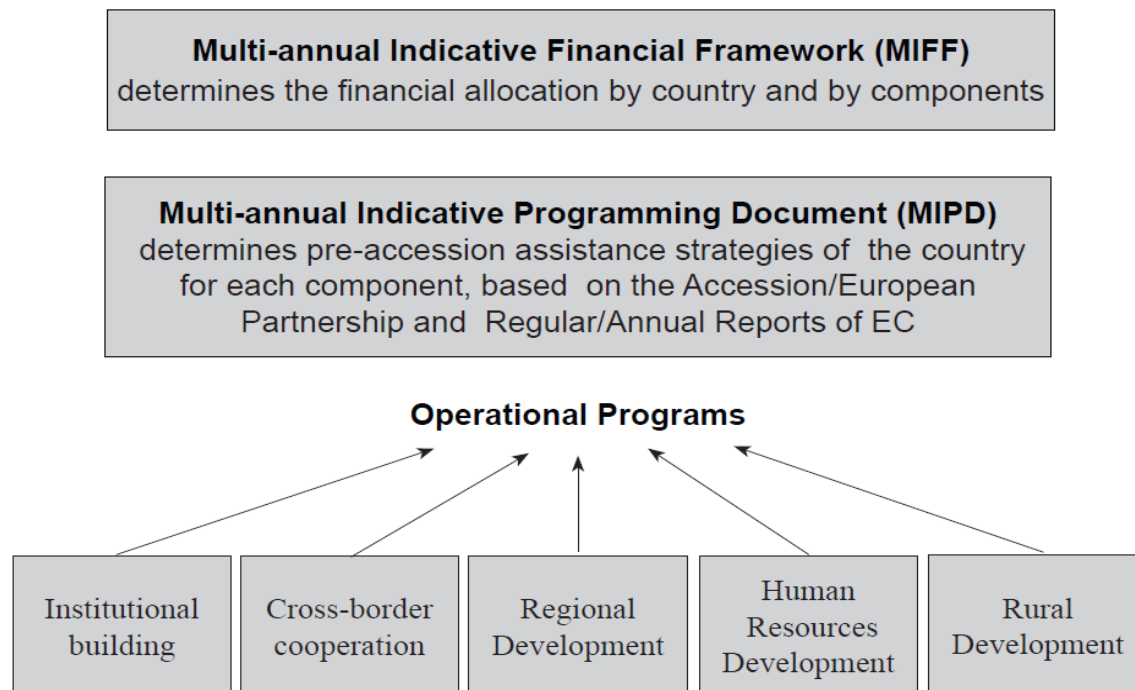 Multi-annual Indicative Financial Framework (MIFF)
determines the financial allocation by country and by components
Multi-annual Indicative Programming Document (MIPD)
determines pre-accession assistance strategies of the country
for each component, based on the Accession/European
Partnership and Regular/Annual Reports of EC
Operational Programs
Institutional
building
Cross-border
cooperation
Regional
Development
Human
Resources
Development
Rural
Development